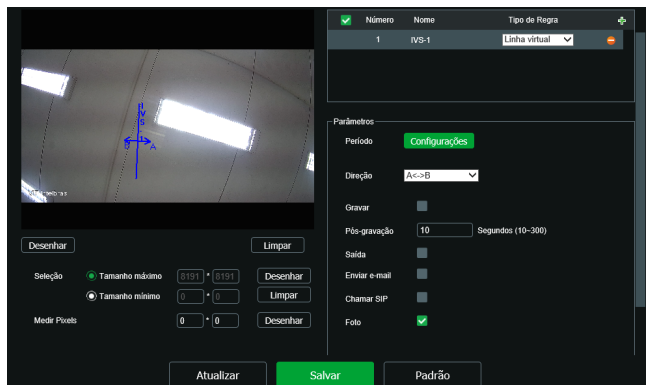 Número Nome Tipo de Regra
1 IVS-1 Linha virtual
IVS-1
B A
Parâmetros
Período Configurações
Direção A<->B
Gravar
Pós-gravação 10 Segundos (10~300)
Saída
Enviar e-mail
Chamar SIP
Foto
Desenhar Limpar
Seleção Tamanho máximo 8191 * 8191 Desenhar
Tamanho mínimo 0 * 0 Limpar
Medir Pixels 0 * 0 Desenhar
Atualizar Salvar Padrão